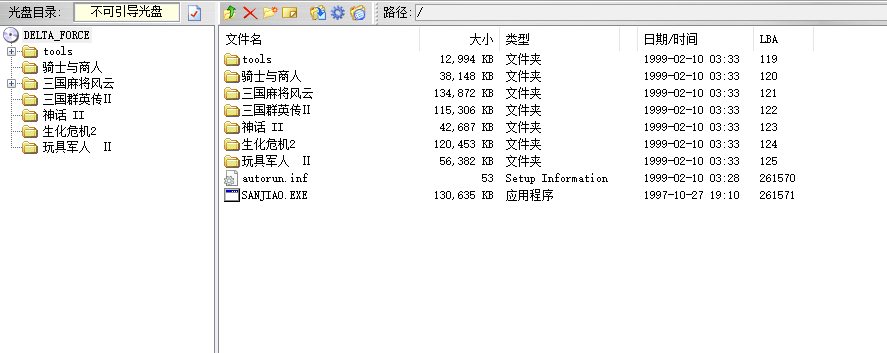 光盘目录: 不可引导光盘 路径: /
DELTA_FORCE
tools
骑士与商人
三国麻将风云
三国群英传II
神话 II
生化危机2
玩具军人 II
文件名 大小 类型 日期/时间 LBA
tools 12,994 KB 文件夹 1999-02-10 03:33 119
骑士与商人 38,148 KB 文件夹 1999-02-10 03:33 120
三国麻将风云 134,872 KB 文件夹 1999-02-10 03:33 121
三国群英传II 115,306 KB 文件夹 1999-02-10 03:33 122
神话 II 42,687 KB 文件夹 1999-02-10 03:33 123
生化危机2 120,453 KB 文件夹 1999-02-10 03:33 124
玩具军人 II 56,382 KB 文件夹 1999-02-10 03:33 125
autorun.inf 53 Setup Information 1999-02-10 03:28 261570
SANJIAO.EXE 130,635 KB 应用程序 1997-10-27 19:10 261571